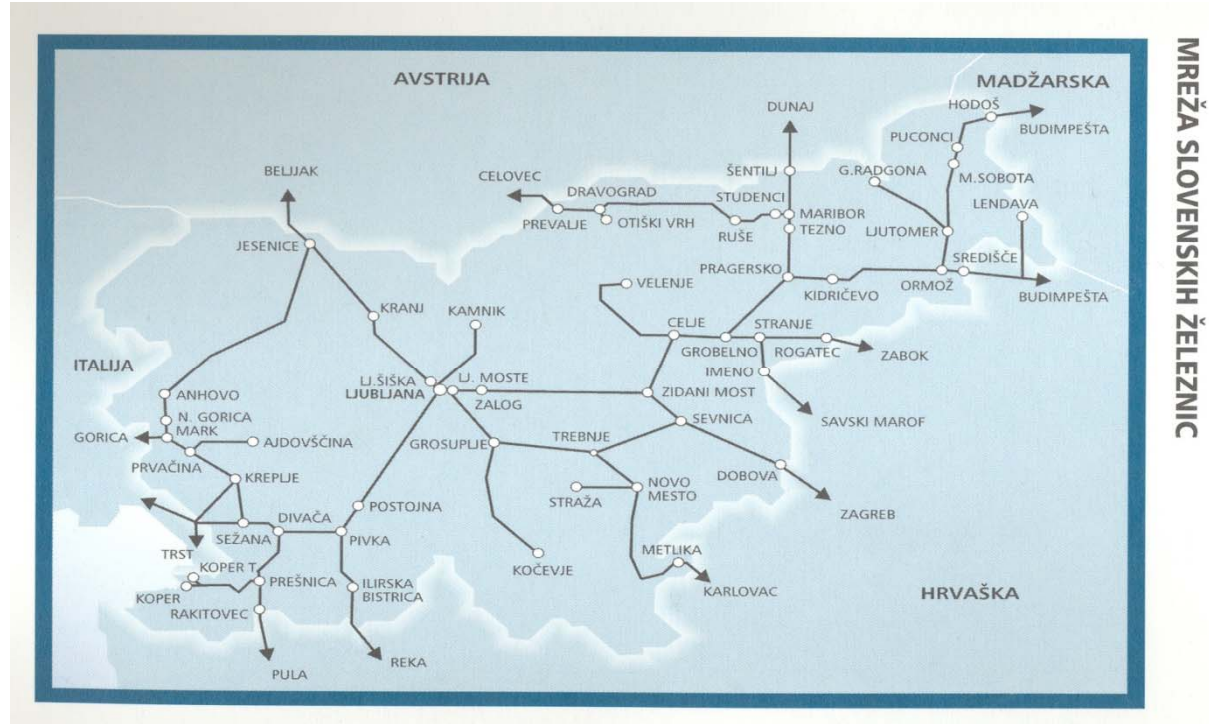 MREŽA SLOVENSKIH ŽELEZNIC
AVSTRIJA
MADŽARSKA
HODOŠ
BUDIMPEŠTA
DUNAJ
PUCONCI
M.SOBOTA
G.RADGONA
LENDAVA
BELJJAK
CELOVEC
DRAVOGRAD
ŠENTILJ
STUDENCI
PREVALJE
OTIŠKI VRH
RUŠE
MARIBOR
TEZNO
LJUTOMER
JESENICE
PRAGERSKO
SREDIŠČE
VELENJE
KIDRIČEVO
ORMOŽ
BUDIMPEŠTA
KRANJ
KAMNIK
CELJE
STRANJE
GROBELNO
ROGATEC
ZABOK
ITALIJA
IMENO
LJ.ŠIŠKA
LJ. MOSTE
LJUBLJANA
ZALOG
ZIDANI MOST
ANHOVO
N. GORICA
MARK
SEVNICA
SAVSKI MAROF
GORICA
AJDOVŠČINA
GROSUPLJE
TREBNJE
PRVAČINA
KREPLJE
DOBOVA
NOVO
MESTO
STRAŽA
POSTOJNA
ZAGREB
DIVAČA
SEŽANA
PIVKA
TRST
KOČEVJE
METLIKA
KOPER T.
PREŠNICA
ILIRSKA
BISTRICA
KARLOVAC
KOPER
RAKITOVEC
HRVAŠKA
REKA
PULA